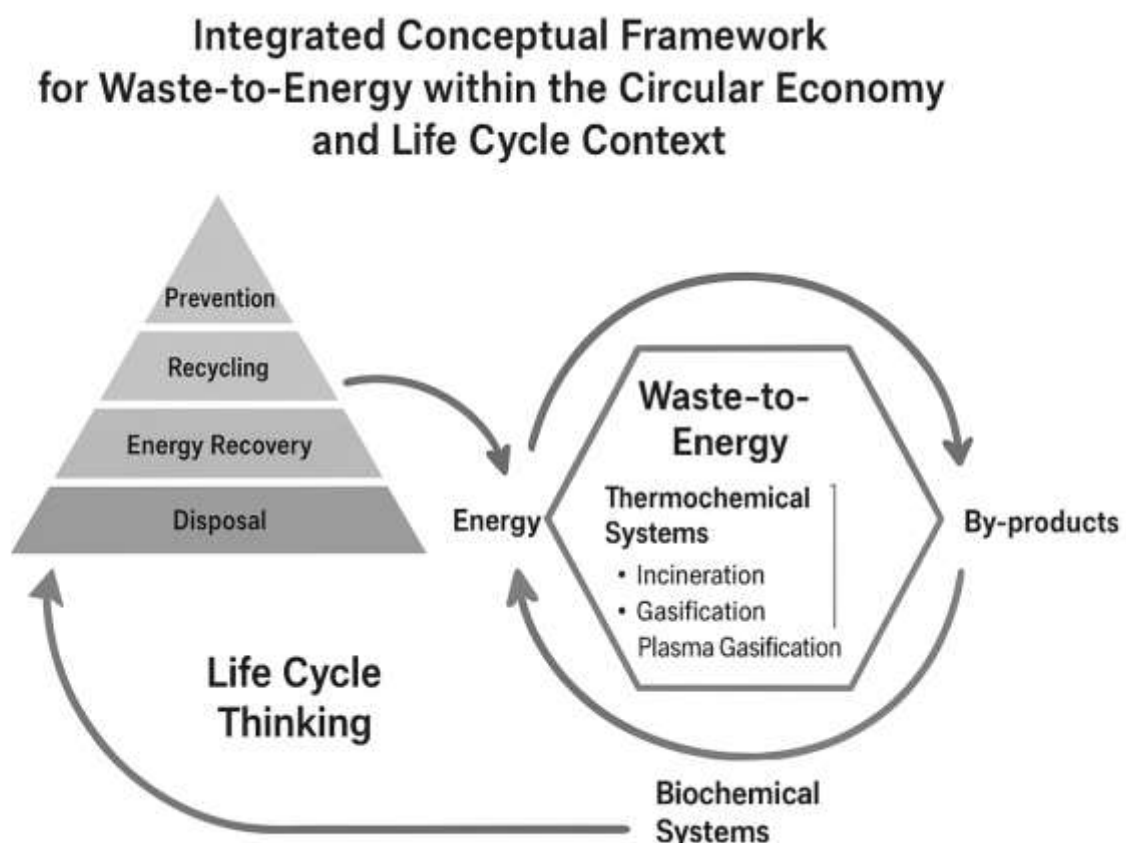 Integrated Conceptual Framework
for Waste-to-Energy within the Circular Economy
and Life Cycle Context
Prevention
Recycling
Energy Recovery
Disposal
Life Cycle
Thinking
Energy
Waste-to-
Energy
Thermochemical
Systems
• Incineration
• Gasification
Plasma Gasification
By-products
Biochemical
Systems